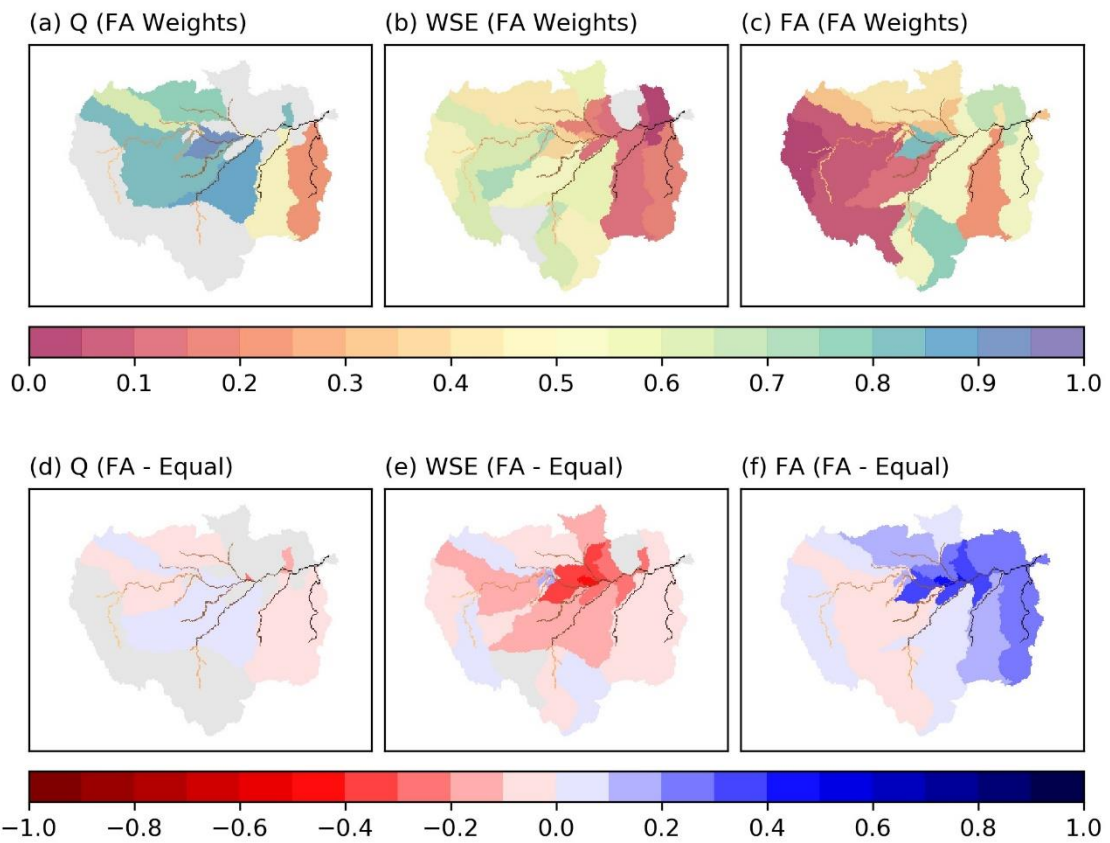 (a) Q (FA Weights) (b) WSE (FA Weights) (c) FA (FA Weights)
0.0 0.1 0.2 0.3 0.4 0.5 0.6 0.7 0.8 0.9 1.0
(d) Q (FA - Equal) (e) WSE (FA - Equal) (f) FA (FA - Equal)
−1.0 −0.8 −0.6 −0.4 −0.2 0.0 0.2 0.4 0.6 0.8 1.0